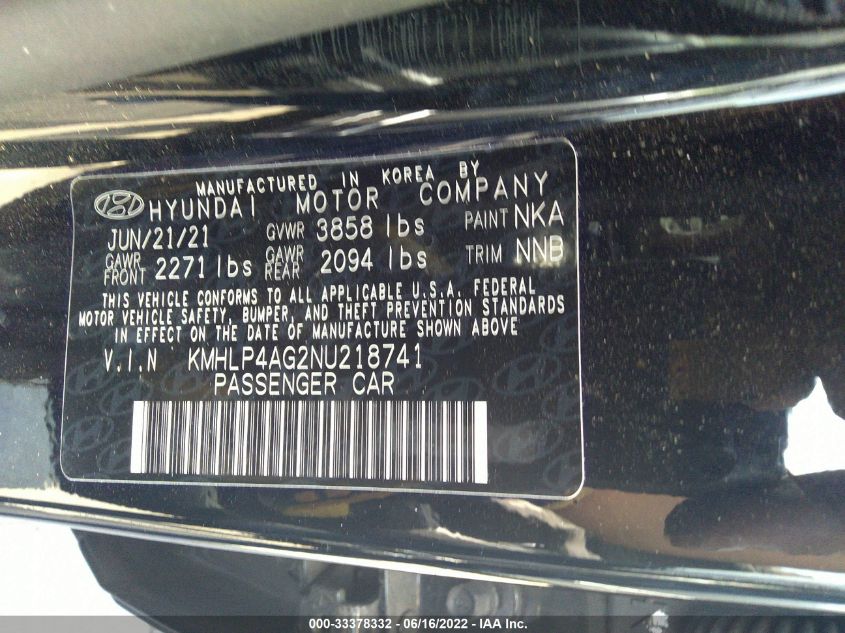 MANUFACTURED IN KOREA BY
HYUNDAI MOTOR COMPANY
JUN/21/21 GVWR 3858 lbs PAINT NKA
GAWR FRONT 2271 lbs GAWR REAR 2094 lbs TRIM NNB
THIS VEHICLE CONFORMS TO ALL APPLICABLE U.S.A. FEDERAL
MOTOR VEHICLE SAFETY, BUMPER, AND THEFT PREVENTION STANDARDS
IN EFFECT ON THE DATE OF MANUFACTURE SHOWN ABOVE
V.I.N KMHLP4AG2NU218741
PASSENGER CAR
000-33378332 - 06/16/2022 - IAA Inc.